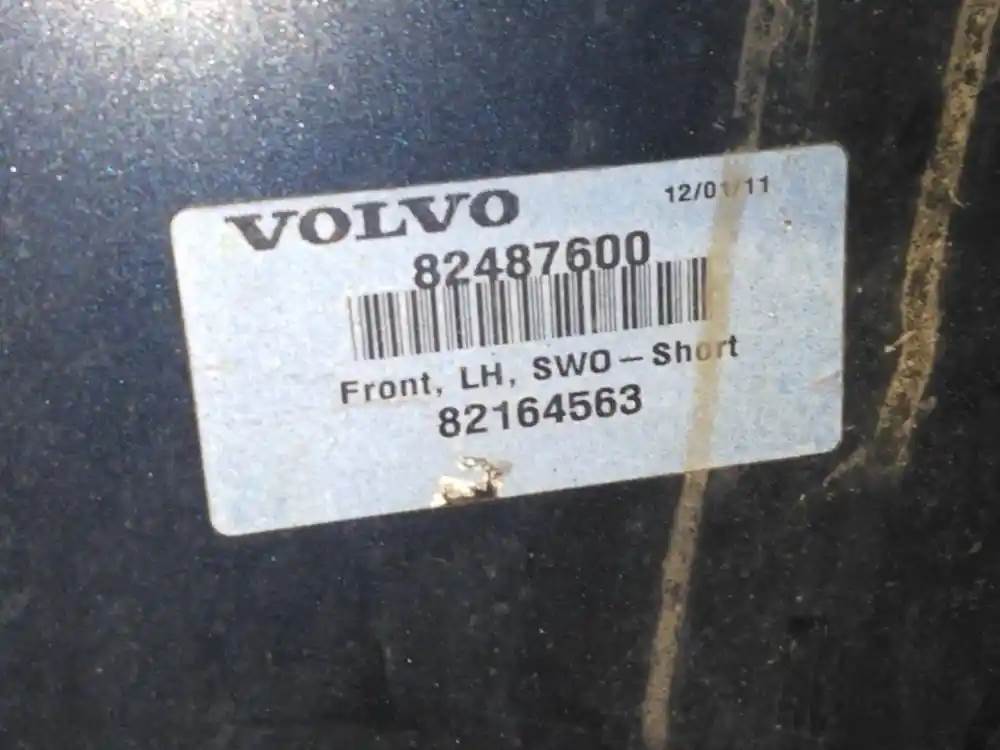 VOLVO
12/01/11
82487600
Front, LH, SWO – Short
82164563